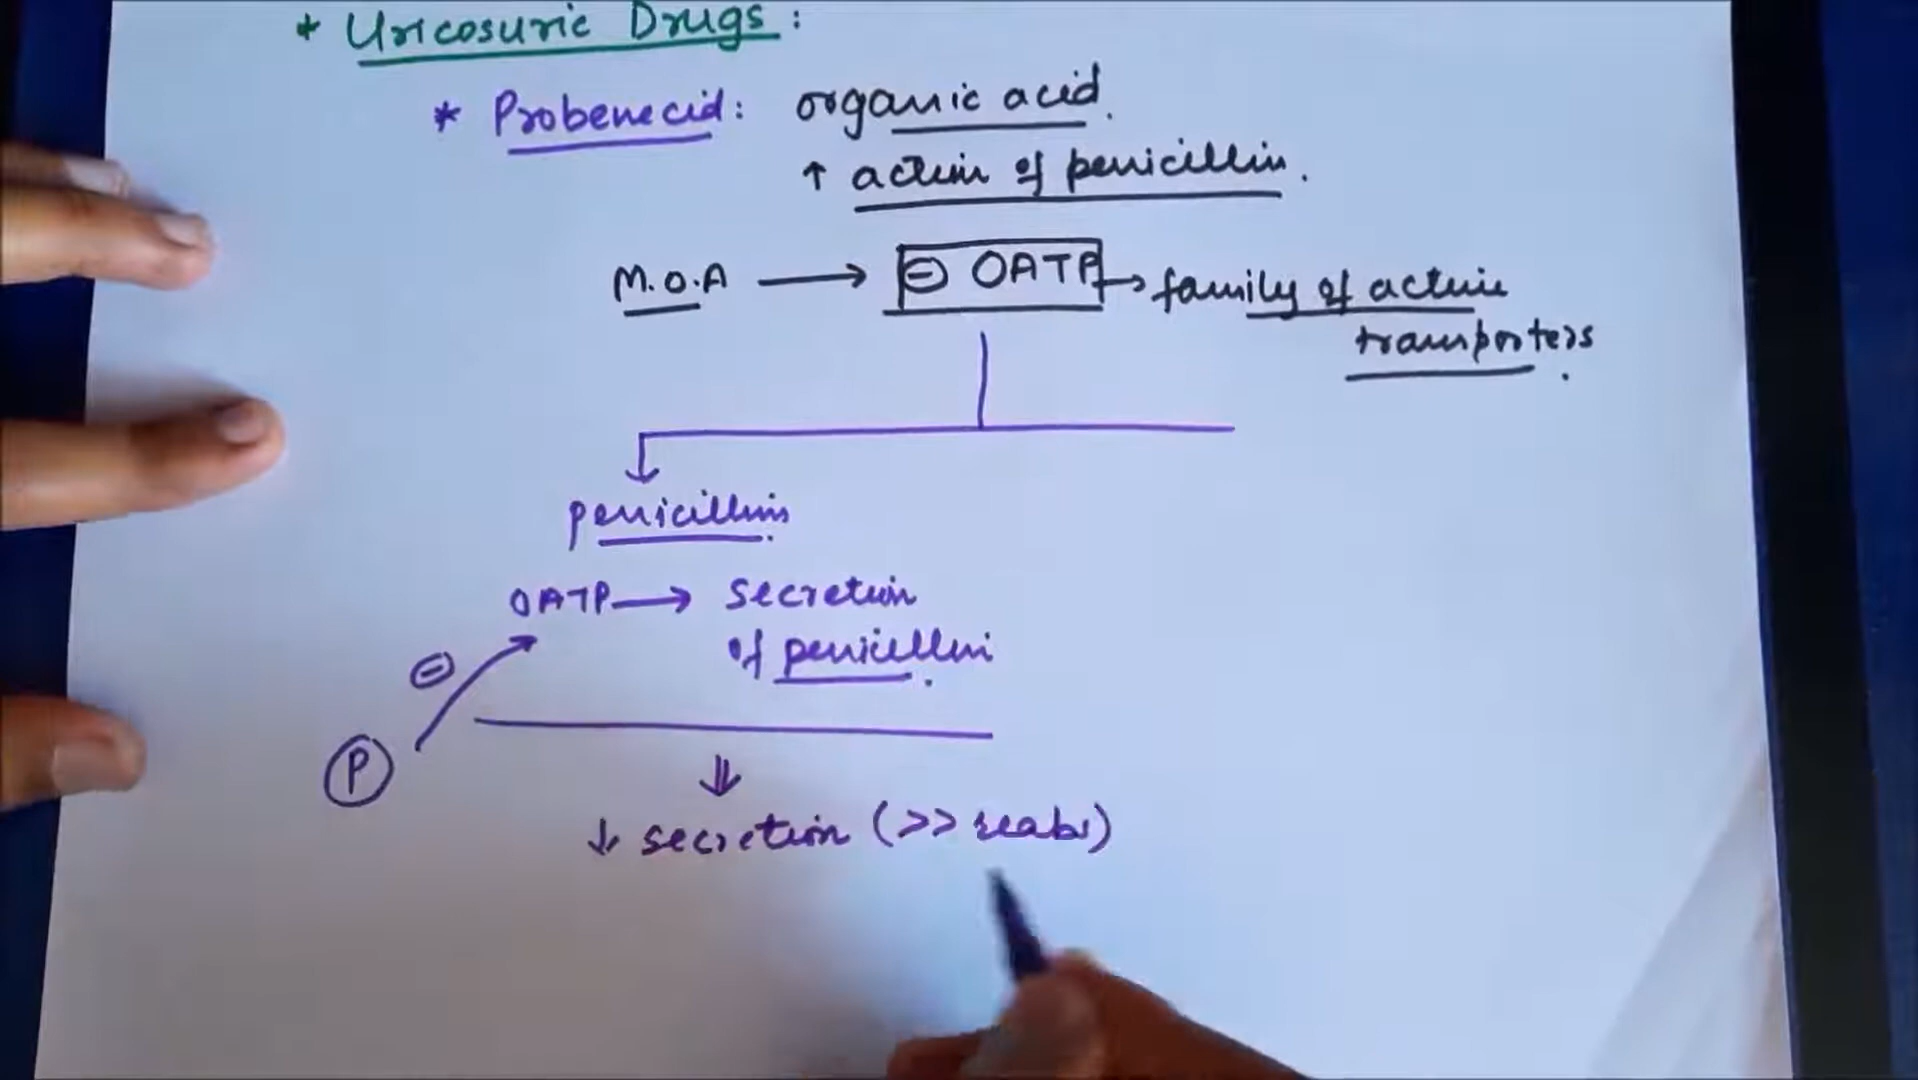 * Uricosuric Drugs:
* Probenecid: organic acid.
↑ action of penicillin.
M.O.A → ⊖ OATP → family of active
transporters.
penicillins.
OATP → secretion
of penicillin.
⊖
P
⇓
↓ secretion (>> reabs)